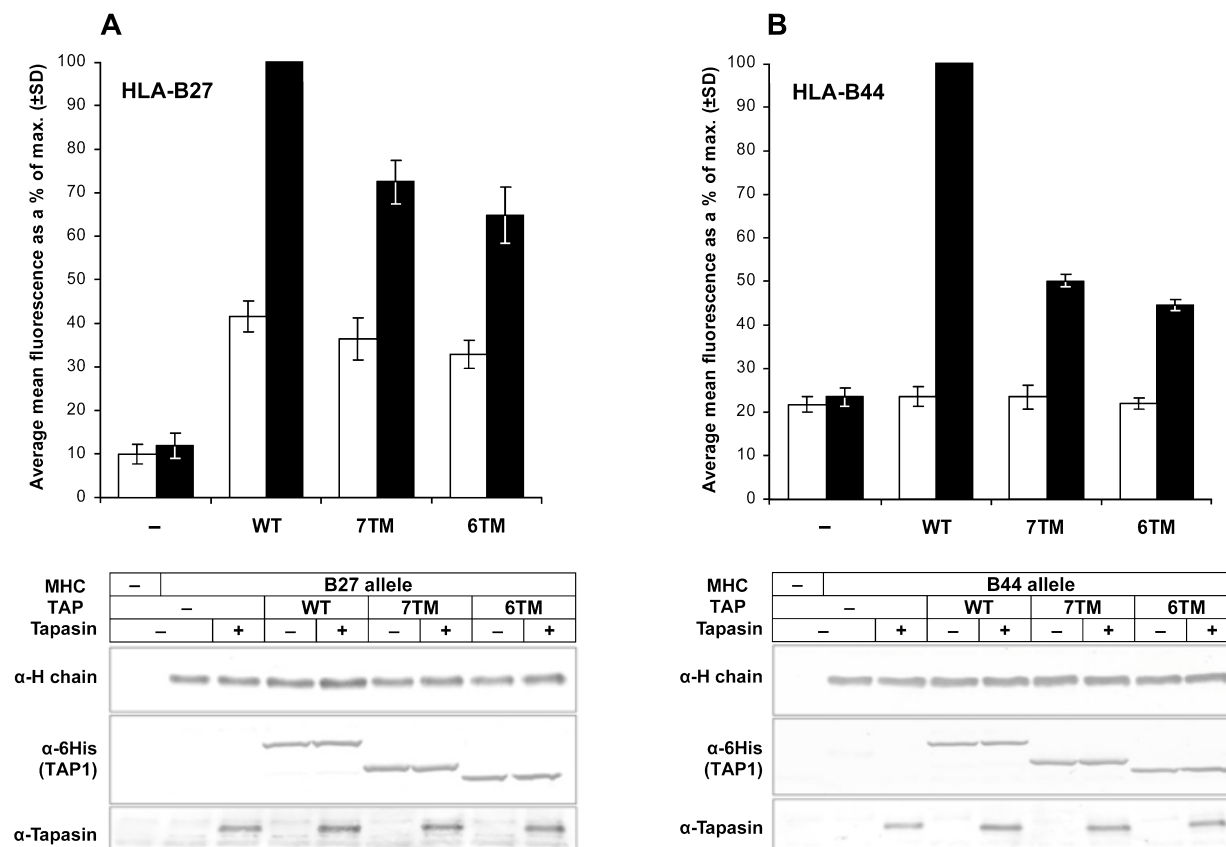 A
B
Average mean fluorescence as a % of max. (±SD)
100
90
80
70
60
50
40
30
20
10
0
HLA-B27
– WT 7TM 6TM
Average mean fluorescence as a % of max. (±SD)
100
90
80
70
60
50
40
30
20
10
0
HLA-B44
– WT 7TM 6TM
MHC – B27 allele
TAP – WT 7TM 6TM
Tapasin – + – + – + – +
α-H chain
α-6His
(TAP1)
α-Tapasin
MHC – B44 allele
TAP – WT 7TM 6TM
Tapasin – + – + – + – +
α-H chain
α-6His
(TAP1)
α-Tapasin